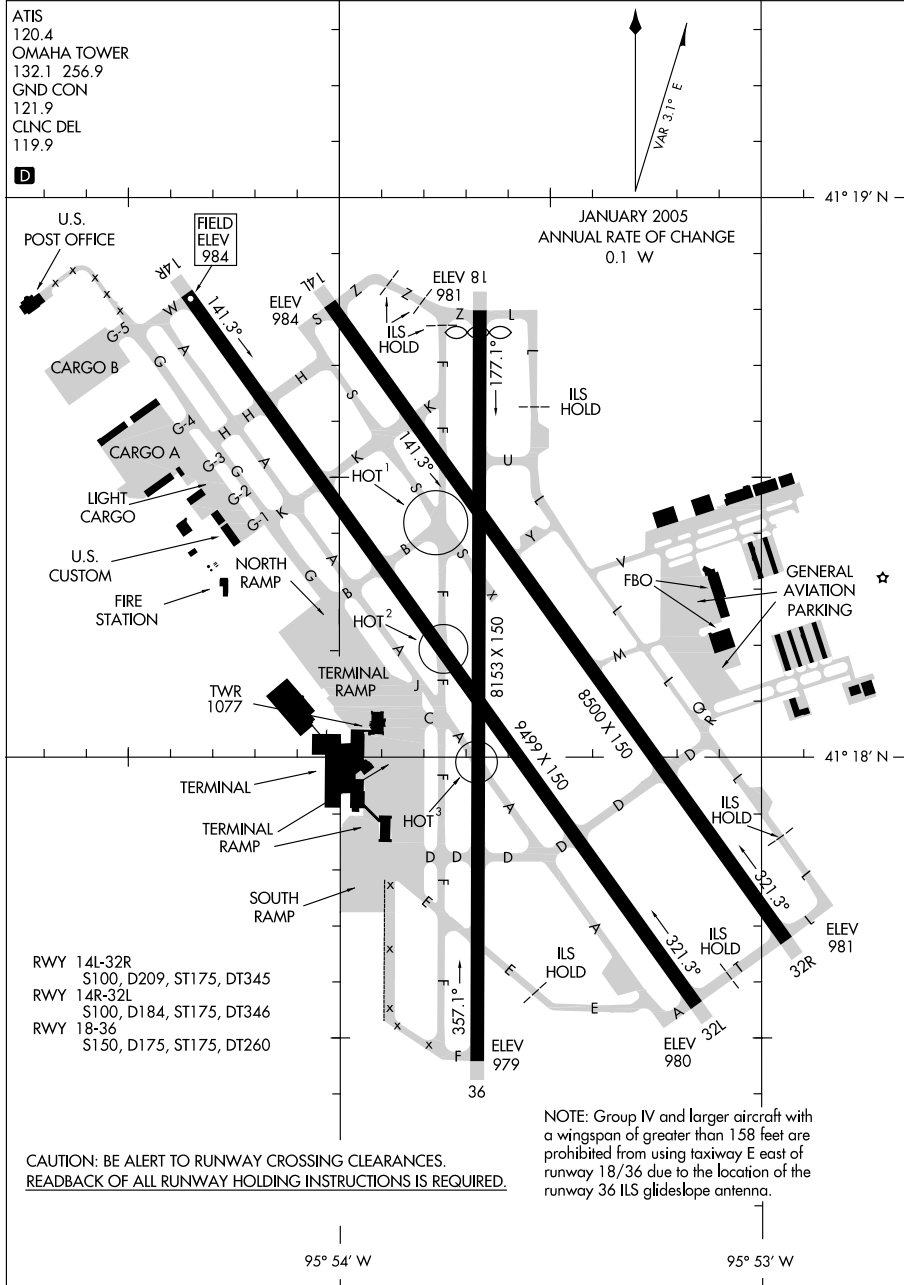 ATIS
120.4
OMAHA TOWER
132.1 256.9
GND CON
121.9
CLNC DEL
119.9
D
VAR 3.1° E
41° 19' N
JANUARY 2005
ANNUAL RATE OF CHANGE
0.1 W
U.S.
POST OFFICE
FIELD
ELEV
984
14R
141.3°
ELEV
984
14L
ELEV
981
18
S
Z
Z
Z
L
ILS
HOLD
177.1°
L
ILS
HOLD
W
A
G
G-5
CARGO B
H
H
H
S
K
F
F
G-4
CARGO A
G-3
G
G-2
G-1
K
A
K
S
141.3°
HOT 1
U
L
Y
LIGHT
CARGO
U.S.
CUSTOM
FIRE
STATION
NORTH
RAMP
A
G
B
B
S
X
F
HOT 2
V
L
FBO
GENERAL
AVIATION
PARKING
A
J
F
8153 X 150
M
L
L
TERMINAL
RAMP
TWR
1077
C
A
F
9499 X 150
8500 X 150
Q
R
D
L
41° 18' N
TERMINAL
HOT 3
A
D
D
ILS
HOLD
TERMINAL
RAMP
D
D
D
F
SOUTH
RAMP
E
A
321.3°
L
L
ELEV
981
32R
E
ILS
HOLD
321.3°
ILS
HOLD
T
F
357.1°
E
A
32L
ELEV
980
F
ELEV
979
36
RWY 14L-32R
S100, D209, ST175, DT345
RWY 14R-32L
S100, D184, ST175, DT346
RWY 18-36
S150, D175, ST175, DT260
NOTE: Group IV and larger aircraft with
a wingspan of greater than 158 feet are
prohibited from using taxiway E east of
runway 18/36 due to the location of the
runway 36 ILS glideslope antenna.
CAUTION: BE ALERT TO RUNWAY CROSSING CLEARANCES.
READBACK OF ALL RUNWAY HOLDING INSTRUCTIONS IS REQUIRED.
95° 54' W
95° 53' W